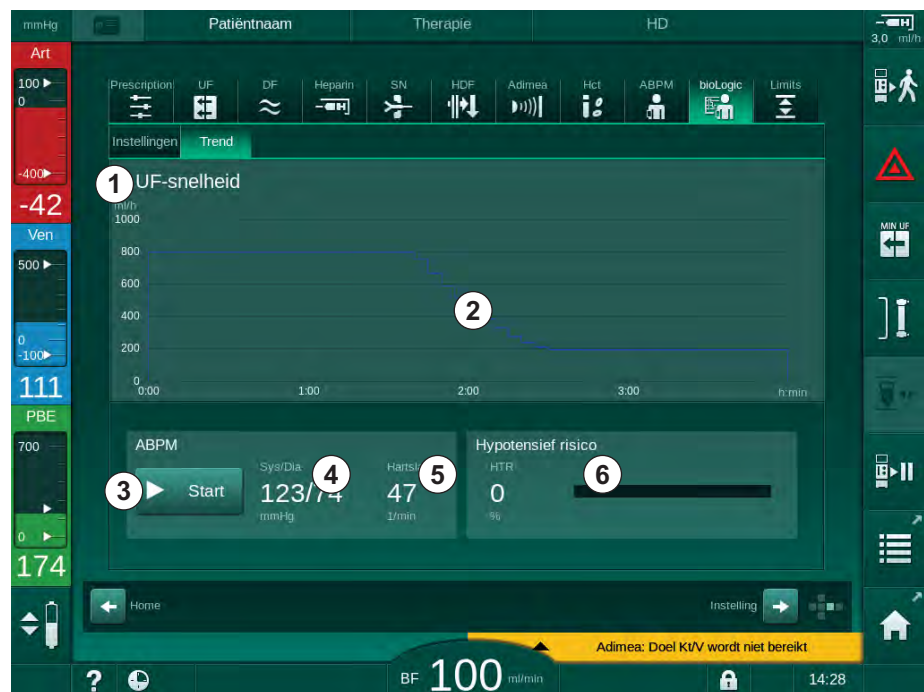 mmHg
Patiëntnaam
Therapie
HD
3,0 ml/h
Art
100
0
-400
-42
Ven
500
0
-100
111
PBE
700
0
174
Prescription
UF
DF
Heparin
SN
HDF
Adimea
Hct
ABPM
bioLogic
Limits
Instellingen
Trend
1
UF-snelheid
ml/h
1000
800
600
400
200
0
2
0:00
1:00
2:00
3:00
h:min
ABPM
3
Start
Sys/Dia
4
123/74
mmHg
5
47
1/min
Hypotensief risico
HTR
6
0
%
MIN UF
Home
Instelling
Adimea: Doel Kt/V wordt niet bereikt
?
BF 100 ml/min
14:28